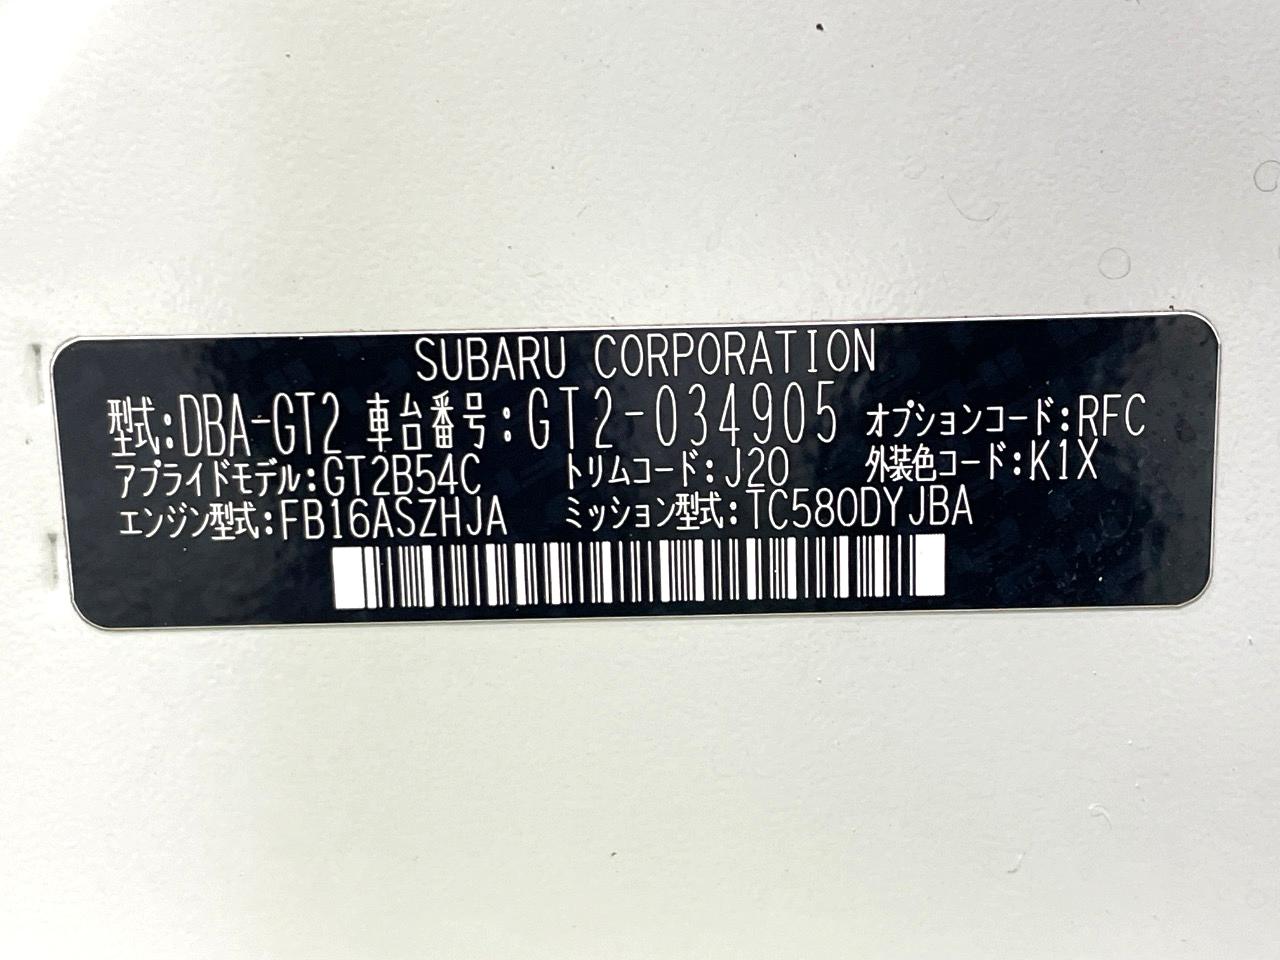 SUBARU CORPORATION
型式:DBA-GT2 車台番号:GT2-034905 オプションコード:RFC
アプライドモデル:GT2B54C トリムコード:J20 外装色コード:K1X
エンジン型式:FB16ASZHJA ミッション型式:TC580DYJBA